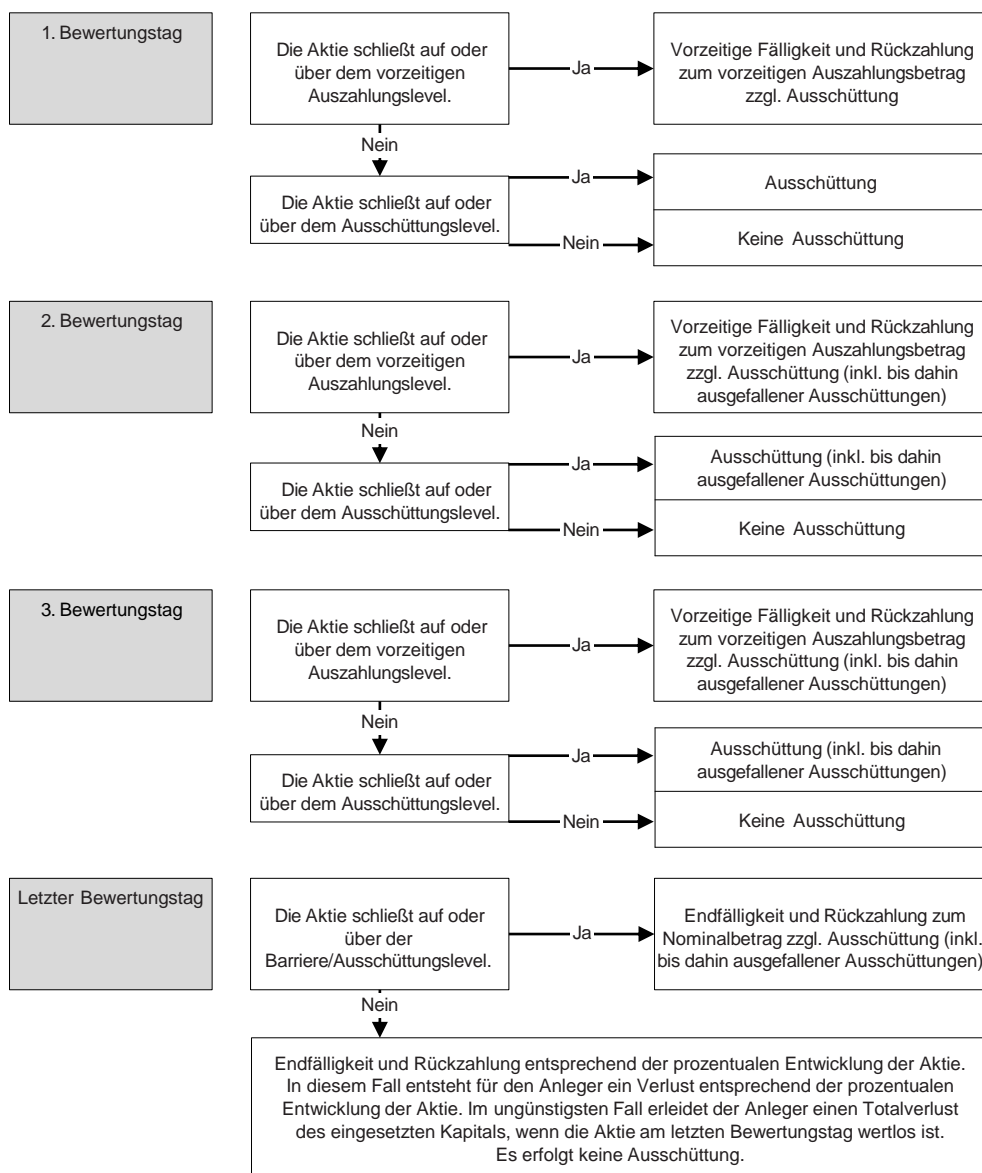 1. Bewertungstag
Die Aktie schließt auf oder
über dem vorzeitigen
Auszahlungslevel.
Ja
Vorzeitige Fälligkeit und Rückzahlung
zum vorzeitigen Auszahlungsbetrag
zzgl. Ausschüttung
Nein
Die Aktie schließt auf oder
über dem Ausschüttungslevel.
Ja
Ausschüttung
Nein
Keine Ausschüttung
2. Bewertungstag
Die Aktie schließt auf oder
über dem vorzeitigen
Auszahlungslevel.
Ja
Vorzeitige Fälligkeit und Rückzahlung
zum vorzeitigen Auszahlungsbetrag
zzgl. Ausschüttung (inkl. bis dahin
ausgefallener Ausschüttungen)
Nein
Die Aktie schließt auf oder
über dem Ausschüttungslevel.
Ja
Ausschüttung (inkl. bis dahin
ausgefallener Ausschüttungen)
Nein
Keine Ausschüttung
3. Bewertungstag
Die Aktie schließt auf oder
über dem vorzeitigen
Auszahlungslevel.
Ja
Vorzeitige Fälligkeit und Rückzahlung
zum vorzeitigen Auszahlungsbetrag
zzgl. Ausschüttung (inkl. bis dahin
ausgefallener Ausschüttungen)
Nein
Die Aktie schließt auf oder
über dem Ausschüttungslevel.
Ja
Ausschüttung (inkl. bis dahin
ausgefallener Ausschüttungen)
Nein
Keine Ausschüttung
Letzter Bewertungstag
Die Aktie schließt auf oder
über der
Barriere/Ausschüttungslevel.
Ja
Endfälligkeit und Rückzahlung zum
Nominalbetrag zzgl. Ausschüttung (inkl.
bis dahin ausgefallener Ausschüttungen)
Nein
Endfälligkeit und Rückzahlung entsprechend der prozentualen Entwicklung der Aktie.
In diesem Fall entsteht für den Anleger ein Verlust entsprechend der prozentualen
Entwicklung der Aktie. Im ungünstigsten Fall erleidet der Anleger einen Totalverlust
des eingesetzten Kapitals, wenn die Aktie am letzten Bewertungstag wertlos ist.
Es erfolgt keine Ausschüttung.